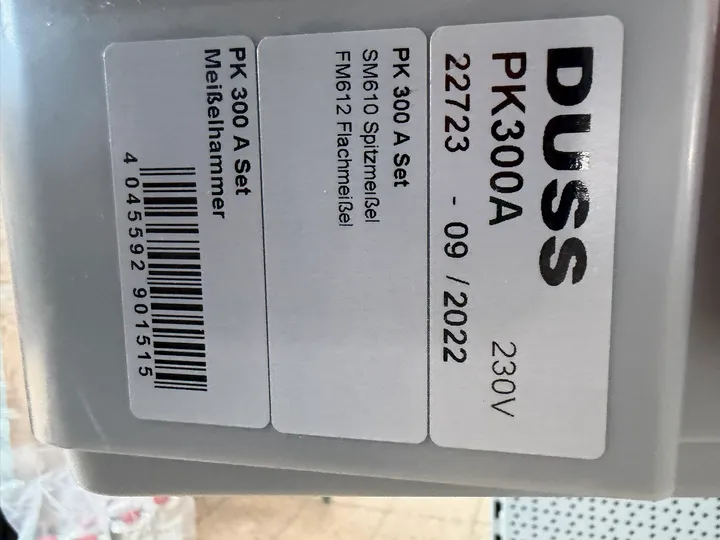 DUSS
PK300A 230V
22723 - 09 /2022
PK 300 A Set
SM610 Spitzmeißel
FM612 Flachmeißel
PK 300 A Set
Meißelhammer
4 045592 901515